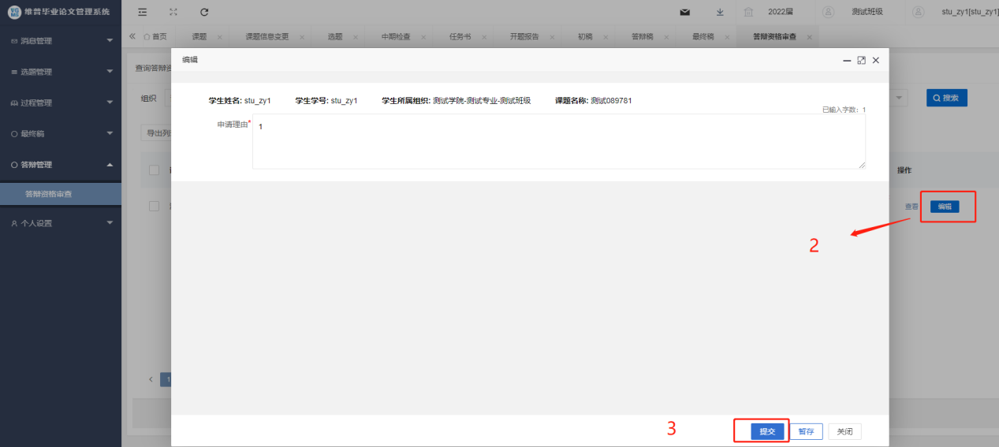 维普毕业论文管理系统
2022届
测试班级
stu_zy1[stu_zy1]
消息管理
选题管理
过程管理
最终稿
答辩管理
答辩资格审查
个人设置
首页
课题
课题信息变更
选题
中期检查
任务书
开题报告
初稿
答辩稿
最终稿
答辩资格审查
查询答辩
组织
搜索
导出列
操作
查看
编辑
1
编辑
学生姓名: stu_zy1 学生学号: stu_zy1 学生所属组织: 测试学院-测试专业-测试班级 课题名称: 测试089781
已输入字数: 1
申请理由*
1
2
3
提交
暂存
关闭